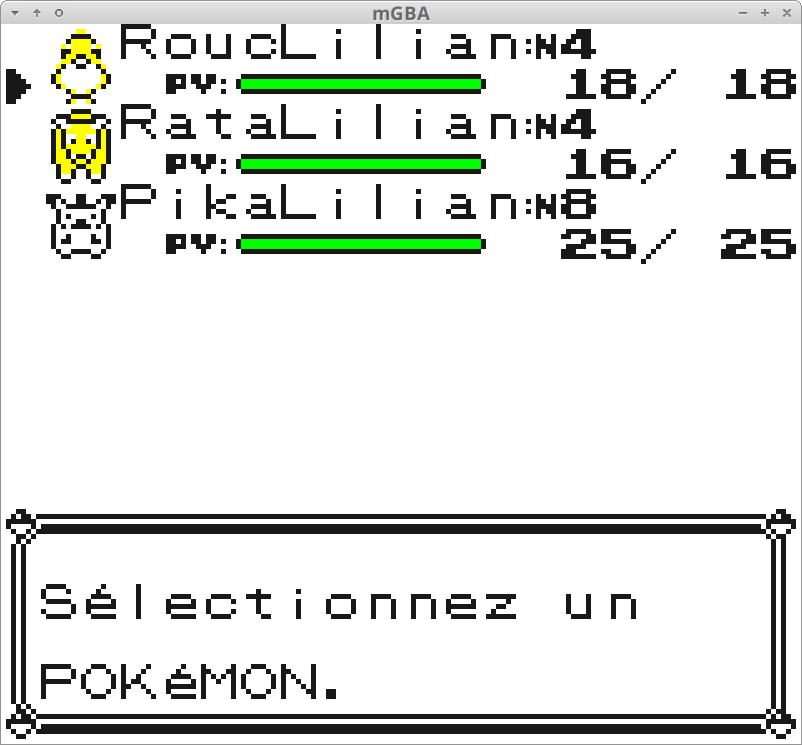 mGBA
RoucLilian:N4
PV: 18/ 18
RataLilian:N4
PV: 16/ 16
PikaLilian:N8
PV: 25/ 25
Sélectionnez un
POKéMON.